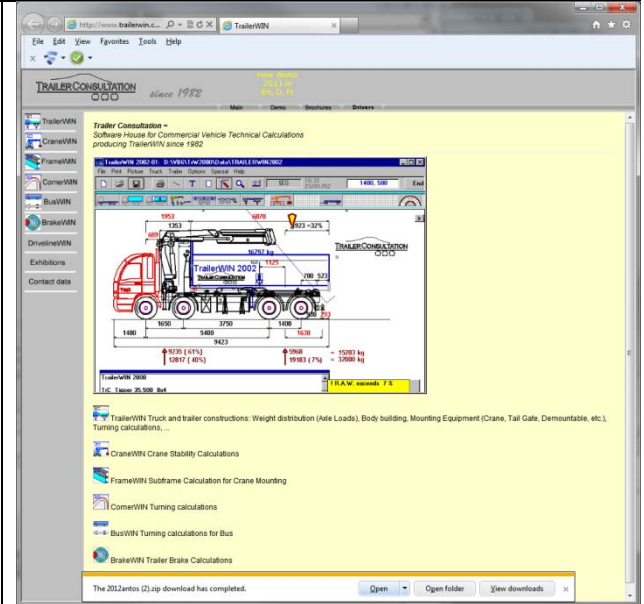 http://www.trailerwin.c...
TrailerWIN
File Edit View Favorites Tools Help
TRAILER CONSULTATION
since 1982
new demo
2011 in
En, D, Fr
Main Demo Brochures Drivers
TrailerWIN
CraneWIN
FrameWIN
CornerWIN
BusWIN
BrakeWIN
DrivelineWIN
Exhibitions
Contact data
Trailer Consultation -
Software House for Commercial Vehicle Technical Calculations
producing TrailerWIN since 1982
File Print Picture Truck Trailer Options Special Help
SEG
1400, 500
End
1953
6870
1353
1923 =32%
689
16797 kg
TRAILER CONSULTATION
1125
TrailerWIN 2002
700 523
1650 3750 1400
1480 5400 1630
9423
9235 ( 61%) 5968 = 15203 kg
12817 ( 40%) 19183 (7%) = 32000 kg
TrailerWIN 2000
! R.A.W. exceeds 7 %
TrailerWIN Truck and trailer constructions: Weight distribution (Axle Loads), Body building, Mounting Equipment (Crane, Tail Gate, Demountable, etc.),
Turning calculations, ...
CraneWIN Crane Stability Calculations
FrameWIN Subframe Calculation for Crane Mounting
CornerWIN Turning calculations
BusWIN Turning calculations for Bus
BrakeWIN Trailer Brake Calculations
The 2012antos (2).zip download has completed.
Open
Open folder
View downloads